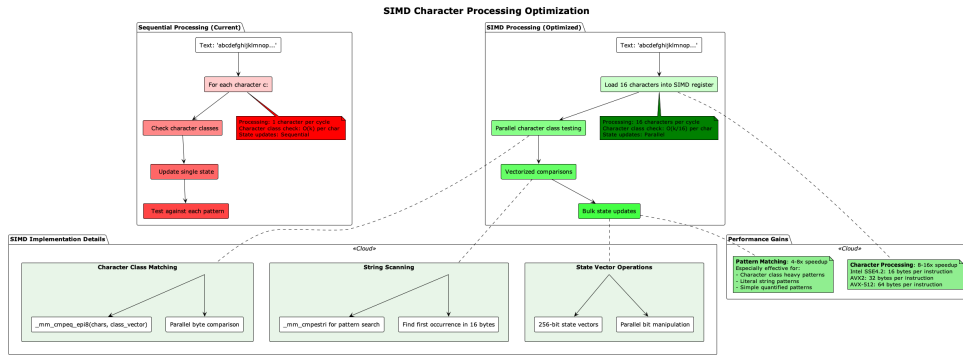 SIMD Character Processing Optimization
Sequential Processing (Current)
Text: 'abcdefghijklmnop...'
For each character c:
Check character classes
Processing: 1 character per cycle
Character class check: O(k) per char
State updates: Sequential
Update single state
Test against each pattern
SIMD Processing (Optimized)
Text: 'abcdefghijklmnop...'
Load 16 characters into SIMD register
Parallel character class testing
Processing: 16 characters per cycle
Character class check: O(k/16) per char
State updates: Parallel
Vectorized comparisons
Bulk state updates
SIMD Implementation Details
«Cloud»
Character Class Matching
_mm_cmpeq_epi8(chars, class_vector)
Parallel byte comparison
String Scanning
_mm_cmpestri for pattern search
Find first occurrence in 16 bytes
State Vector Operations
256-bit state vectors
Parallel bit manipulation
Performance Gains
«Cloud»
Pattern Matching: 4-8x speedup
Especially effective for:
- Character class heavy patterns
- Literal string patterns
- Simple quantified patterns
Character Processing: 8-16x speedup
Intel SSE4.2: 16 bytes per instruction
AVX2: 32 bytes per instruction
AVX-512: 64 bytes per instruction